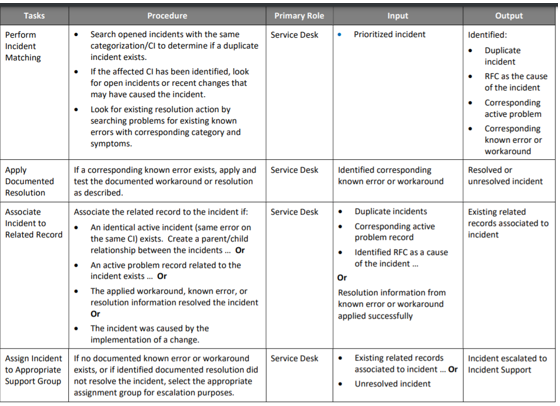 Tasks Procedure Primary Role Input Output
Perform
Incident
Matching
• Search opened incidents with the same
categorization/CI to determine if a duplicate
incident exists.
• If the affected CI has been identified, look
for open incidents or recent changes that
may have caused the incident.
• Look for existing resolution action by
searching problems for existing known
errors with corresponding category and
symptoms.
Service Desk
• Prioritized incident
Identified:
• Duplicate
incident
• RFC as the cause
of the incident
• Corresponding
active problem
• Corresponding
known error or
workaround
Apply
Documented
Resolution
If a corresponding known error exists, apply and
test the documented workaround or resolution
as described.
Service Desk
Identified corresponding
known error or workaround
Resolved or
unresolved incident
Associate
Incident to
Related Record
Associate the related record to the incident if:
• An identical active incident (same error on
the same CI) exists. Create a parent/child
relationship between the incidents … Or
• An active problem record related to the
incident exists … Or
• The applied workaround, known error, or
resolution information resolved the incident
Or
• The incident was caused by the
implementation of a change.
Service Desk
• Duplicate incidents
• Corresponding active
problem record
• Identified RFC as a cause
of the incident …
Or
Resolution information from
known error or workaround
applied successfully
Existing related
records associated to
incident
Assign Incident
to Appropriate
Support Group
If no documented known error or workaround
exists, or if identified documented resolution did
not resolve the incident, select the appropriate
assignment group for escalation purposes.
Service Desk
• Existing related records
associated to incident … Or
• Unresolved incident
Incident escalated to
Incident Support